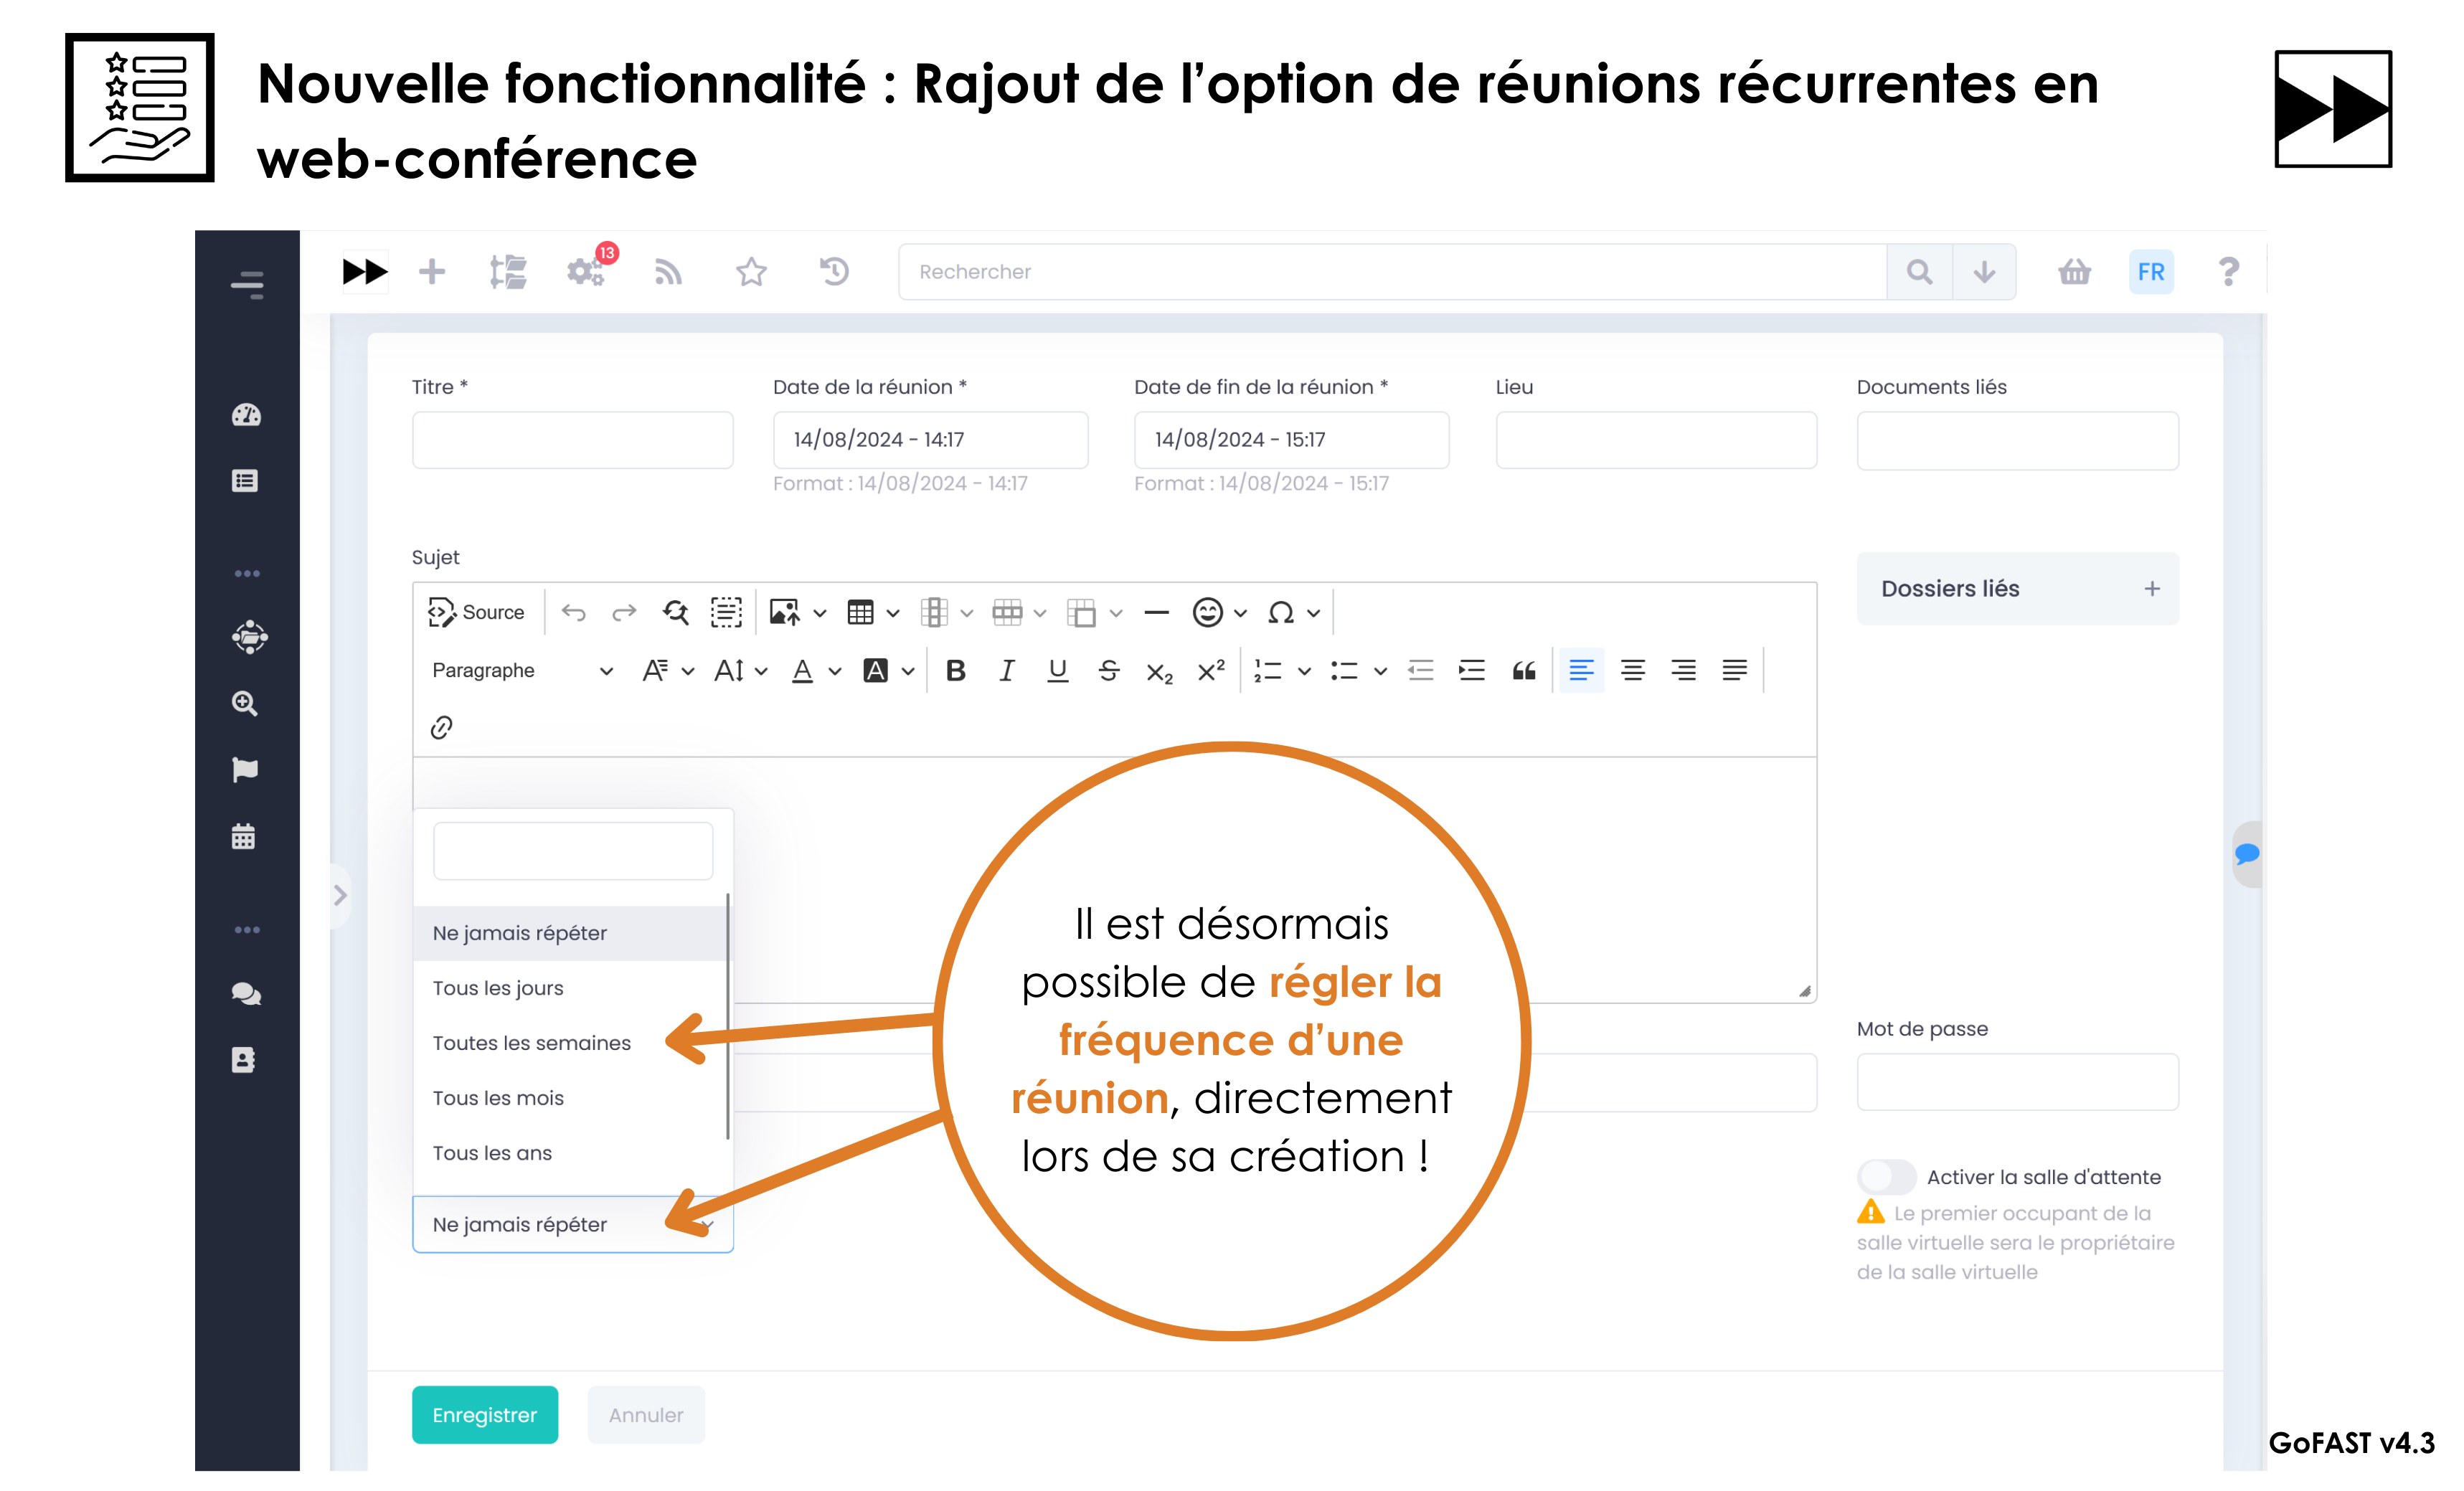 Nouvelle fonctionnalité : Rajout de l’option de réunions récurrentes en
web-conférence
13
Rechercher
FR
?
Titre *
Date de la réunion *
Date de fin de la réunion *
Lieu
Documents liés
14/08/2024 - 14:17
14/08/2024 - 15:17
Format : 14/08/2024 - 14:17
Format : 14/08/2024 - 15:17
Sujet
Dossiers liés +
Source
Paragraphe
Ne jamais répéter
Tous les jours
Toutes les semaines
Tous les mois
Tous les ans
Ne jamais répéter
Il est désormais
possible de régler la
fréquence d’une
réunion, directement
lors de sa création !
Mot de passe
Activer la salle d'attente
Le premier occupant de la
salle virtuelle sera le propriétaire
de la salle virtuelle
Enregistrer
Annuler
GoFAST v4.3